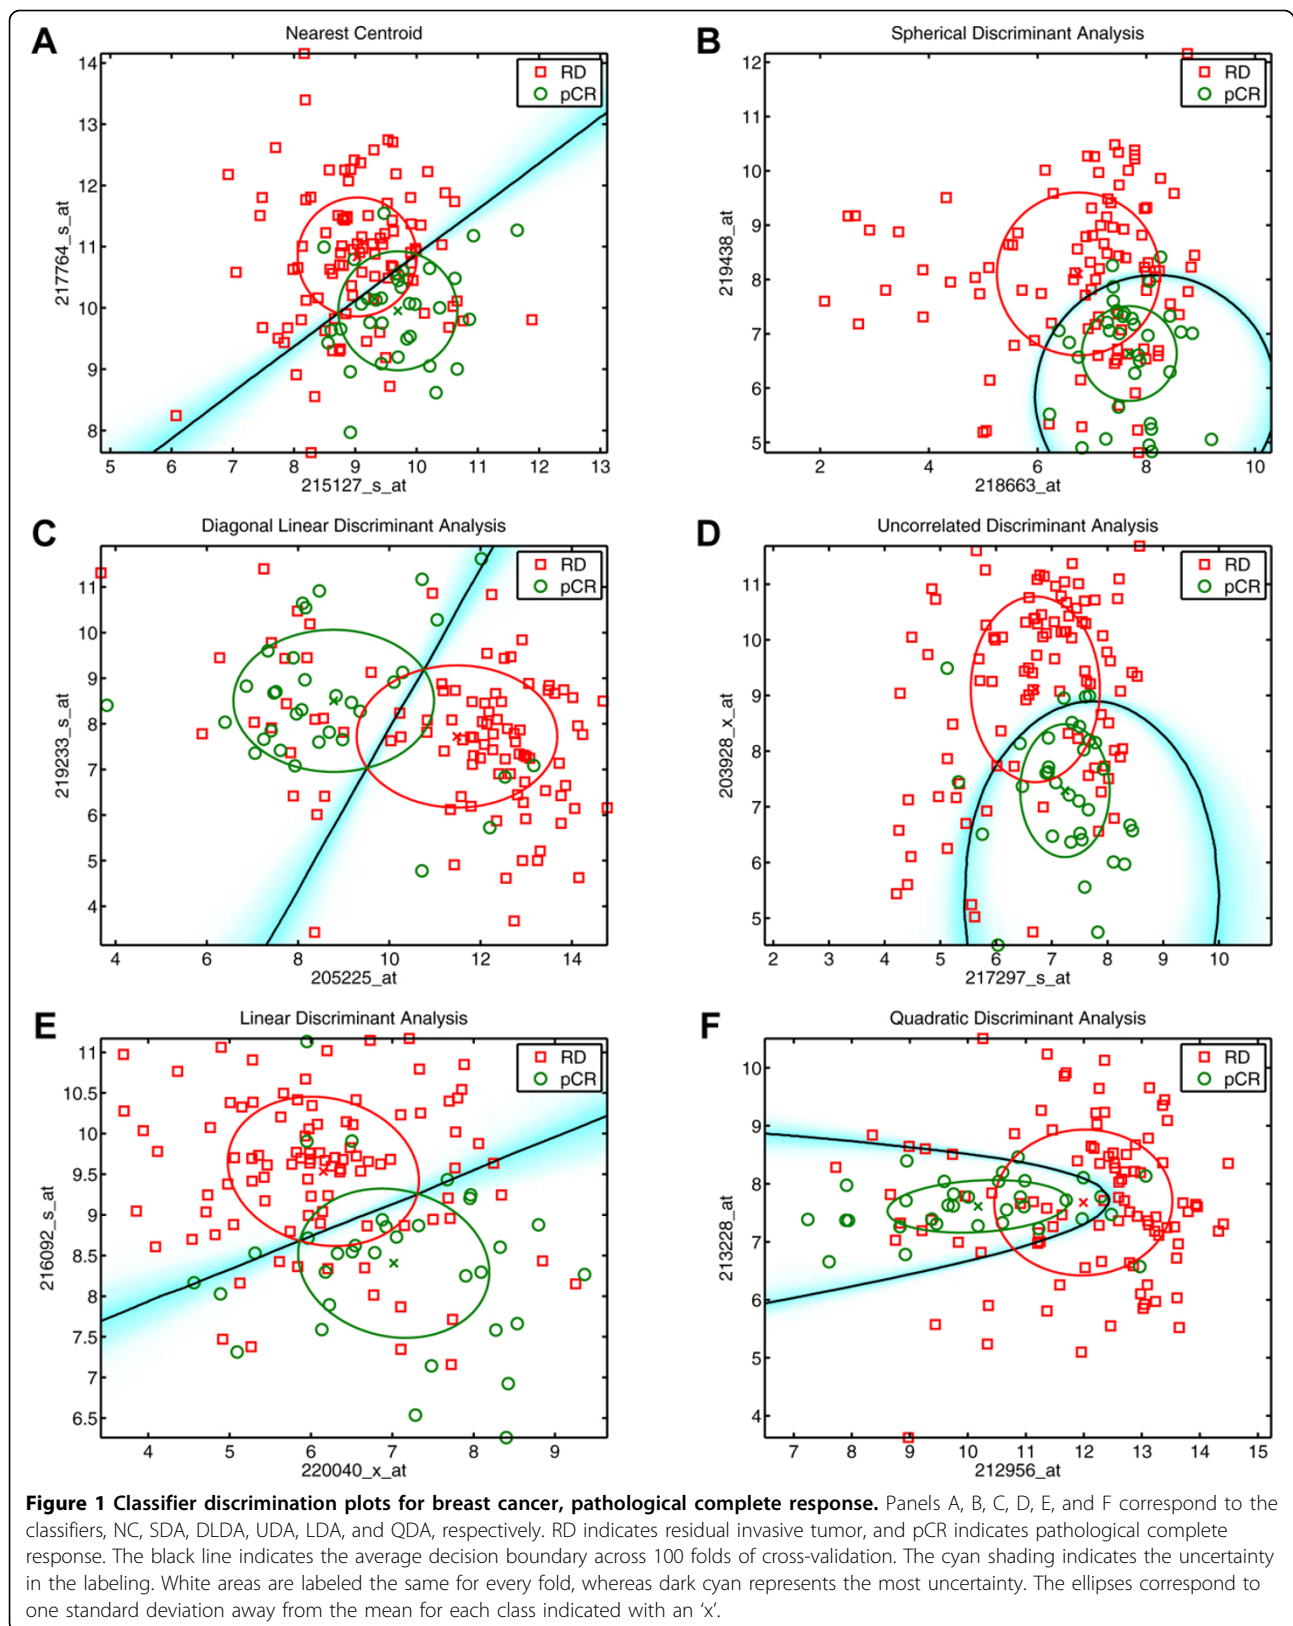 A
Nearest Centroid
RD
pCR
14
13
12
11
10
9
8
217764_s_at
5 6 7 8 9 10 11 12 13
215127_s_at
B
Spherical Discriminant Analysis
RD
pCR
12
11
10
9
8
7
6
5
219438_at
2 4 6 8 10
218663_at
C
Diagonal Linear Discriminant Analysis
RD
pCR
11
10
9
8
7
6
5
4
219233_s_at
4 6 8 10 12 14
205225_at
D
Uncorrelated Discriminant Analysis
RD
pCR
11
10
9
8
7
6
5
203928_x_at
2 3 4 5 6 7 8 9 10
217297_s_at
E
Linear Discriminant Analysis
RD
pCR
11
10.5
10
9.5
9
8.5
8
7.5
7
6.5
216092_s_at
4 5 6 7 8 9
220040_x_at
F
Quadratic Discriminant Analysis
RD
pCR
10
9
8
7
6
5
4
213228_at
7 8 9 10 11 12 13 14 15
212956_at
Figure 1 Classifier discrimination plots for breast cancer, pathological complete response. Panels A, B, C, D, E, and F correspond to the
classifiers, NC, SDA, DLDA, UDA, LDA, and QDA, respectively. RD indicates residual invasive tumor, and pCR indicates pathological complete
response. The black line indicates the average decision boundary across 100 folds of cross-validation. The cyan shading indicates the uncertainty
in the labeling. White areas are labeled the same for every fold, whereas dark cyan represents the most uncertainty. The ellipses correspond to
one standard deviation away from the mean for each class indicated with an ‘x’.